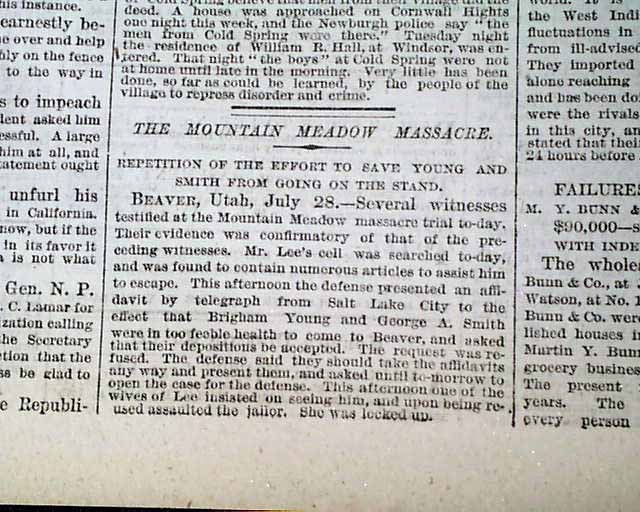 this instance.
earnestly be-
ne over and help
bly on the fence
to the way in
s to impeach
dent asked him
essful. A large
him at all, and
tatement ought
unfurl his
in California.
now, but if the
in its favor it
a is not what
Gen. N. P.
C. Lamar for
ization calling
the Secretary
ction that the
be glad to
e Republi-
deed. A house was approached on Cornwall Hights
one night this week, and the Newburgh police say "the
men from Cold Spring were there." Tuesday night
the residence of William R. Hall, at Windsor, was en-
tered. That night "the boys" at Cold Spring were not
at home until late in the morning. Very little has been
done, so far as could be learned, by the people of the
village to repress disorder and crime.
THE MOUNTAIN MEADOW MASSACRE.
REPETITION OF THE EFFORT TO SAVE YOUNG AND
SMITH FROM GOING ON THE STAND.
BEAVER, Utah, July 28.—Several witnesses
testified at the Mountain Meadow massacre trial to-day.
Their evidence was confirmatory of that of the pre-
ceding witnesses. Mr. Lee's cell was searched to-day,
and was found to contain numerous articles to assist him
to escape. This afternoon the defense presented an affi-
davit by telegraph from Salt Lake City to the
effect that Brigham Young and George A. Smith
were in too feeble health to come to Beaver, and asked
that their depositions be accepted. The request was re-
fused. The defense said they should take the affidavits
any way and present them, and asked until to-morrow to
open the case for the defense. This afternoon one of the
wives of Lee insisted on seeing him, and upon being re-
used assaulted the jailor. She was locked up.
the West Indi
fluctuations in
from ill-advised
They imported
alone reaching
and has been doi
were the rivals
in this city, an
stated that their
24 hours before
FAILURES
M. Y. BUNN &
$90,000—s
WITH INDE
The whole
Bunn & Co., at
Watson, at No. 1
Bunn & Co. were
lished houses in
Martin Y. Bunn
grocery busines
The present
years. The
every person